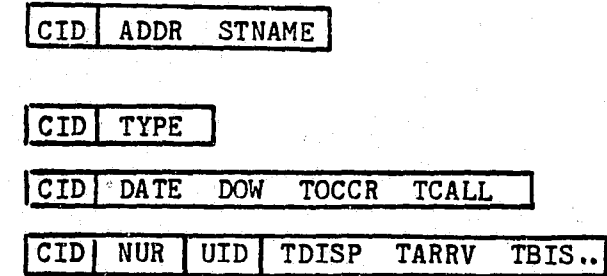 CID ADDR STNAME
CID TYPE
CID DATE DOW TOCCR TCALL
CID NUR UID TDISP TARRV TBIS..